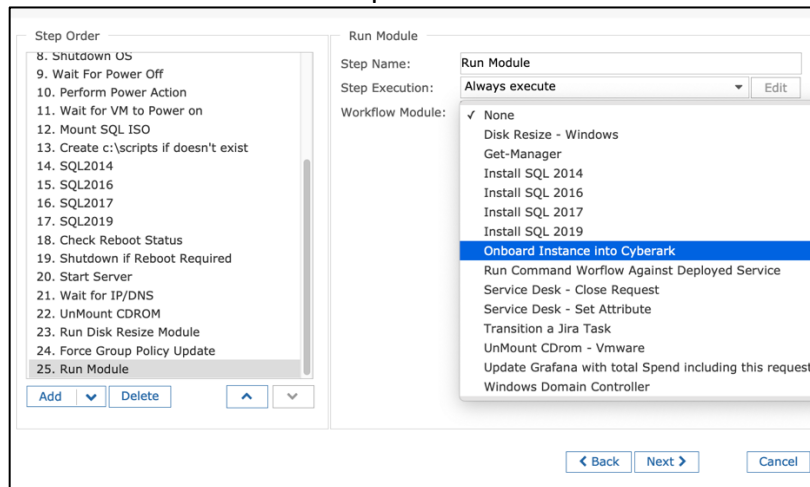 Step Order
8. Shutdown OS
9. Wait For Power Off
10. Perform Power Action
11. Wait for VM to Power on
12. Mount SQL ISO
13. Create c:\scripts if doesn't exist
14. SQL2014
15. SQL2016
16. SQL2017
17. SQL2019
18. Check Reboot Status
19. Shutdown if Reboot Required
20. Start Server
21. Wait for IP/DNS
22. UnMount CDROM
23. Run Disk Resize Module
24. Force Group Policy Update
25. Run Module
Add
Delete
Run Module
Step Name: Run Module
Step Execution: Always execute Edit
Workflow Module:
✓ None
Disk Resize - Windows
Get-Manager
Install SQL 2014
Install SQL 2016
Install SQL 2017
Install SQL 2019
Onboard Instance into Cyberark
Run Command Worflow Against Deployed Service
Service Desk - Close Request
Service Desk - Set Attribute
Transition a Jira Task
UnMount CDrom - Vmware
Update Grafana with total Spend including this request
Windows Domain Controller
Back Next Cancel